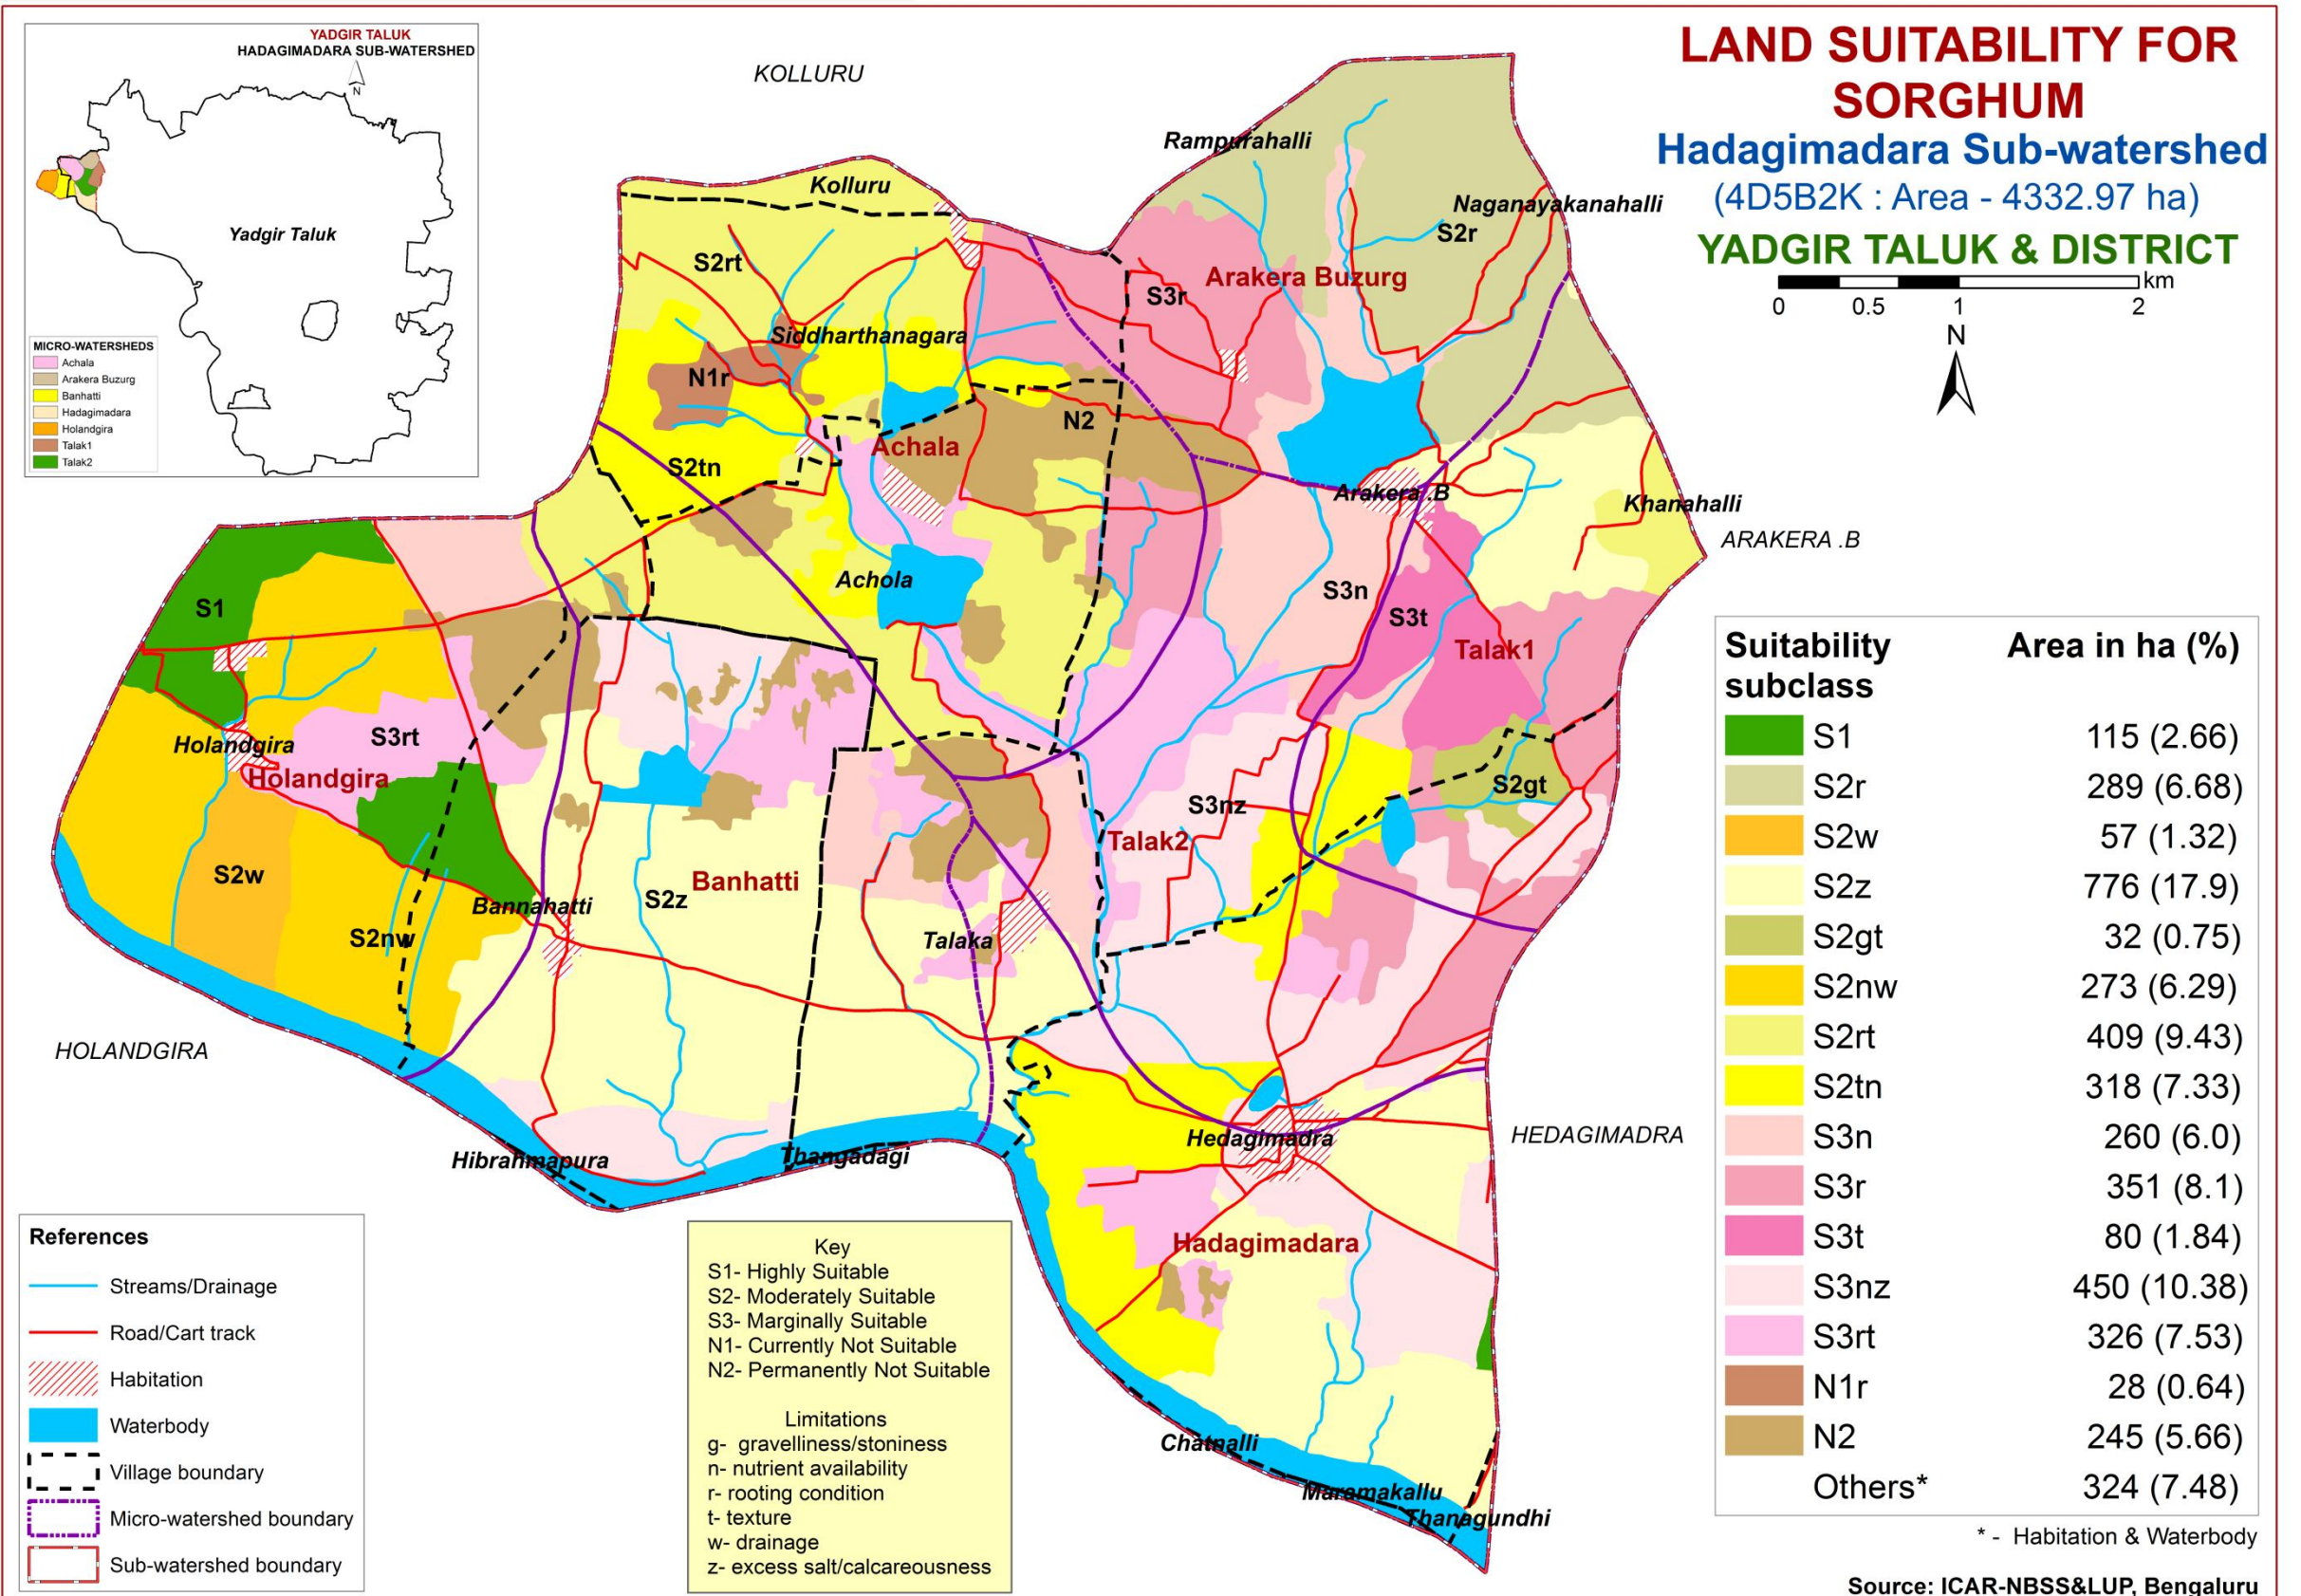 YADGIR TALUK
HADAGIMADARA SUB-WATERSHED
N
Yadgir Taluk
MICRO-WATERSHEDS
Achala
Arakera Buzurg
Banhatti
Hadagimadara
Holandgira
Talak1
Talak2
LAND SUITABILITY FOR
SORGHUM
Hadagimadara Sub-watershed
(4D5B2K : Area - 4332.97 ha)
YADGIR TALUK & DISTRICT
km
0 0.5 1 2
N
KOLLURU
Rampurahalli
Kolluru
Naganayakanahalli
S2r
S2rt
Arakera Buzurg
S3r
Siddharthanagara
N1r
N2
Achala
S2tn
Arakera .B
Khanahalli
ARAKERA .B
Achola
S3n
S1
S3t
Talak1
S3rt
Holandgira
Holandgira
S2gt
S3nz
Talak2
S2w
Banhatti
S2z
Bannahatti
S2nw
Talaka
HOLANDGIRA
HEDAGIMADRA
Hedagimadra
Hibrahmapura
Thangadagi
Hadagimadara
Chatnalli
Maramakallu
Thanagundhi
Suitability
subclass
Area in ha (%)
S1 115 (2.66)
S2r 289 (6.68)
S2w 57 (1.32)
S2z 776 (17.9)
S2gt 32 (0.75)
S2nw 273 (6.29)
S2rt 409 (9.43)
S2tn 318 (7.33)
S3n 260 (6.0)
S3r 351 (8.1)
S3t 80 (1.84)
S3nz 450 (10.38)
S3rt 326 (7.53)
N1r 28 (0.64)
N2 245 (5.66)
Others* 324 (7.48)
* - Habitation & Waterbody
Source: ICAR-NBSS&LUP, Bengaluru
References
Streams/Drainage
Road/Cart track
Habitation
Waterbody
Village boundary
Micro-watershed boundary
Sub-watershed boundary
Key
S1- Highly Suitable
S2- Moderately Suitable
S3- Marginally Suitable
N1- Currently Not Suitable
N2- Permanently Not Suitable
Limitations
g- gravelliness/stoniness
n- nutrient availability
r- rooting condition
t- texture
w- drainage
z- excess salt/calcareousness